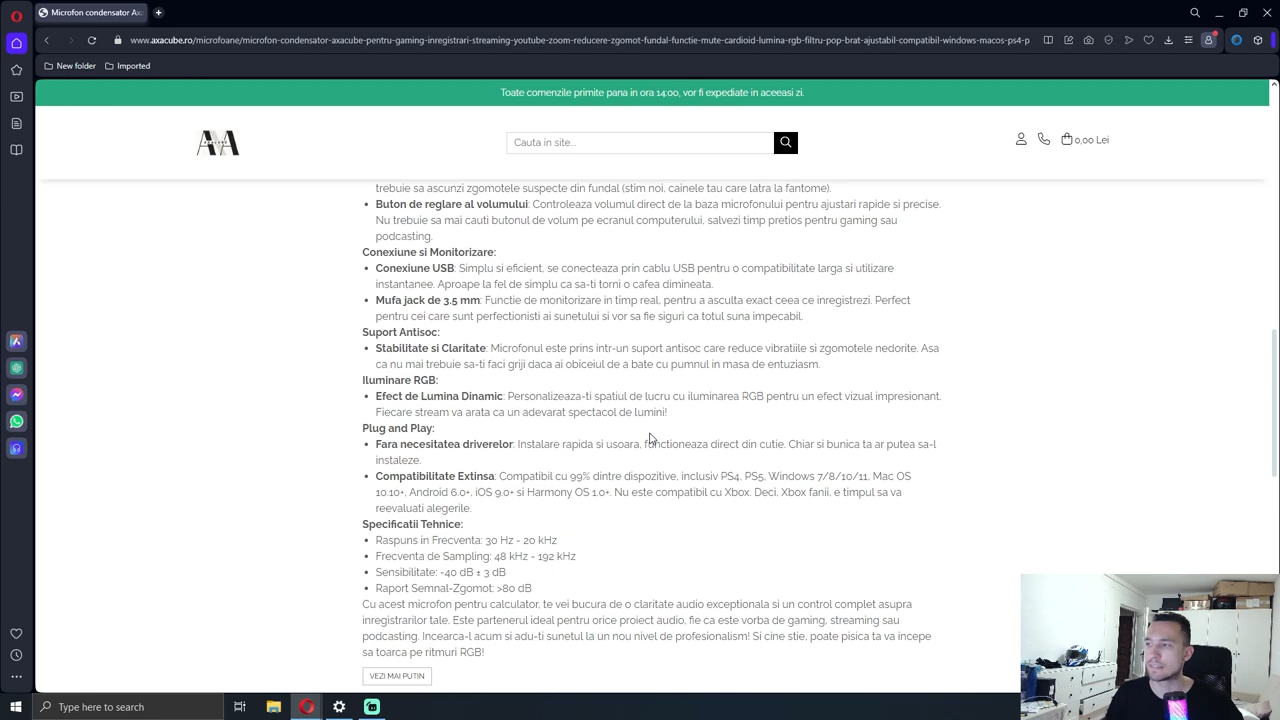 Microfon condensator Axa
www.axacube.ro/microfoane/microfon-condensator-axacube-pentru-gaming-inregistrari-streaming-youtube-zoom-reducere-zgomot-fundal-functie-mute-cardioid-lumina-rgb-filtru-pop-brat-ajustabil-compatibil-windows-macos-ps4-p
New folder
Imported
Toate comenzile primite pana in ora 14:00, vor fi expediate in aceeasi zi.
Cauta in site...
0,00 Lei
trebuie sa ascunzi zgomotele suspecte din fundal (stim noi, cainele tau care latra la fantome).
• Buton de reglare al volumului: Controleaza volumul direct de la baza microfonului pentru ajustari rapide si precise.
Nu trebuie sa mai cauti butonul de volum pe ecranul computerului, salvezi timp pretios pentru gaming sau
podcasting.
Conexiune si Monitorizare:
• Conexiune USB: Simplu si eficient, se conecteaza prin cablu USB pentru o compatibilitate larga si utilizare
instantanee. Aproape la fel de simplu ca sa-ti torni o cafea dimineata.
• Mufa jack de 3.5 mm: Functie de monitorizare in timp real, pentru a asculta exact ceea ce inregistrezi. Perfect
pentru cei care sunt perfectionisti ai sunetului si vor sa fie siguri ca totul suna impecabil.
Suport Antisoc:
• Stabilitate si Claritate: Microfonul este prins intr-un suport antisoc care reduce vibratiile si zgomotele nedorite. Asa
ca nu mai trebuie sa-ti faci griji daca ai obiceiul de a bate cu pumnul in masa de entuziasm.
Iluminare RGB:
• Efect de Lumina Dinamic: Personalizeaza-ti spatiul de lucru cu iluminarea RGB pentru un efect vizual impresionant.
Fiecare stream va arata ca un adevarat spectacol de lumini!
Plug and Play:
• Fara necesitatea driverelor: Instalare rapida si usoara, functioneaza direct din cutie. Chiar si bunica ta ar putea sa-l
instaleze.
• Compatibilitate Extinsa: Compatibil cu 99% dintre dispozitive, inclusiv PS4, PS5, Windows 7/8/10/11, Mac OS
10.10+, Android 6.0+, iOS 9.0+ si Harmony OS 1.0+. Nu este compatibil cu Xbox. Deci, Xbox fanii, e timpul sa va
reevaluati alegerile.
Specificatii Tehnice:
• Raspuns in Frecventa: 30 Hz - 20 kHz
• Frecventa de Sampling: 48 kHz - 192 kHz
• Sensibilitate: -40 dB ± 3 dB
• Raport Semnal-Zgomot: >80 dB
Cu acest microfon pentru calculator, te vei bucura de o claritate audio exceptionala si un control complet asupra
inregistrarilor tale. Este partenerul ideal pentru orice proiect audio, fie ca este vorba de gaming, streaming sau
podcasting. Incearca-l acum si adu-ti sunetul la un nou nivel de profesionalism! Si cine stie, poate pisica ta va incepe
sa toarca pe ritmuri RGB!
VEZI MAI PUTIN
Type here to search